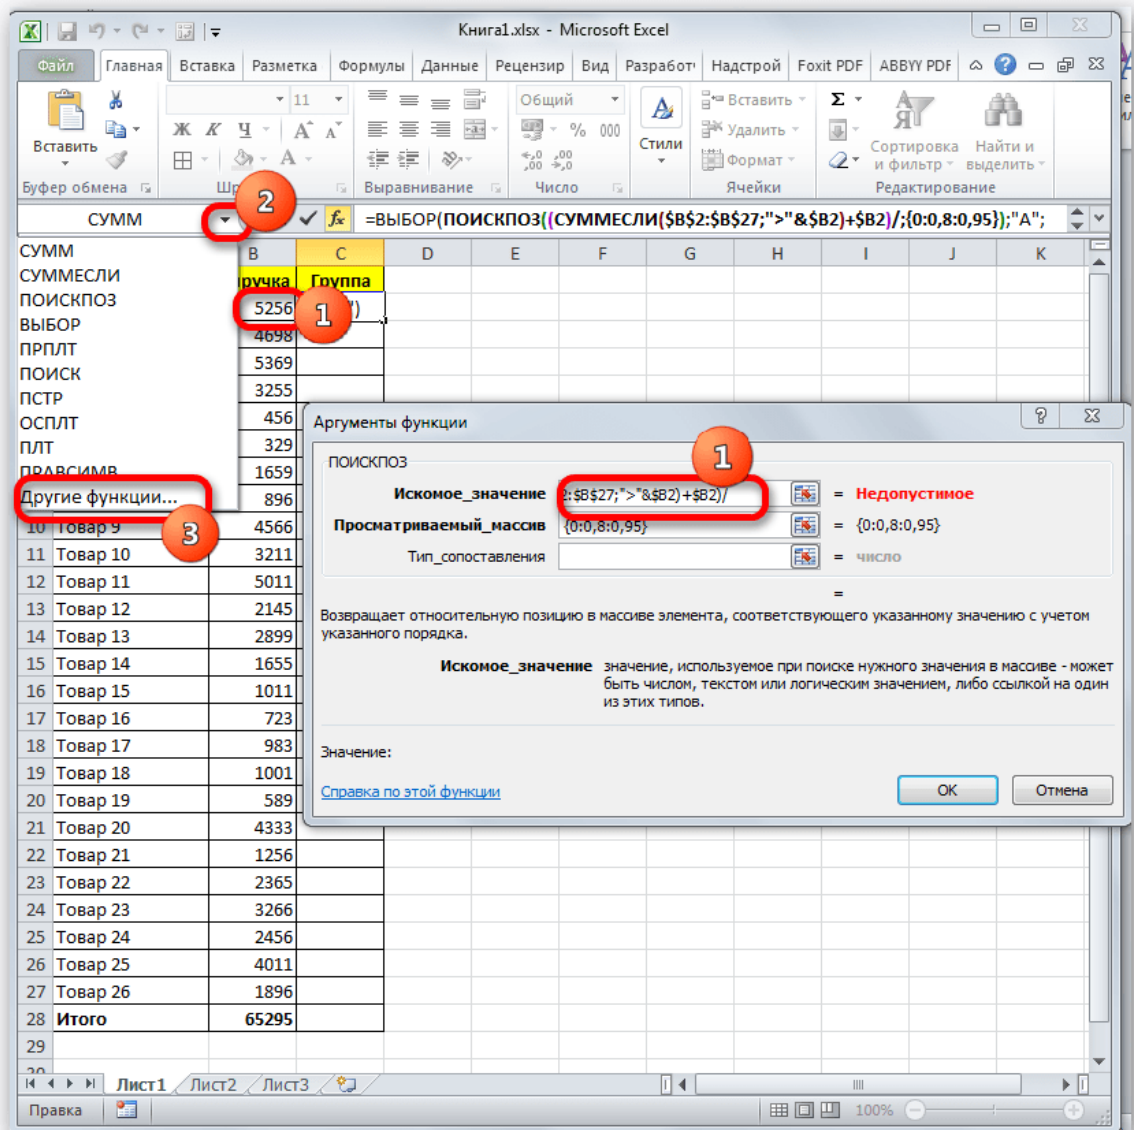 Книга1.xlsx - Microsoft Excel
Файл Главная Вставка Разметка Формулы Данные Рецензир Вид Разработ Надстрой Foxit PDF ABBYY PDF
Вставить
Буфер обмена
11
Ж К Ч
Выравнивание
Общий
% 000
Число
Стили
Вставить
Удалить
Формат
Ячейки
Σ
Сортировка и фильтр
Найти и выделить
Редактирование
СУММ
2
fx
=ВЫБОР(ПОИСКПОЗ((СУММЕСЛИ($B$2:$B$27;">"&$B2)+$B2)/;{0:0,8:0,95});"A";
СУММ
СУММЕСЛИ
ПОИСКПОЗ
ВЫБОР
ПРПЛТ
ПОИСК
ПСТР
ОСПЛТ
ПЛТ
ПРАВСИМВ
Другие функции...
3
B C D E F G H I J K
ручка Группа
5256 1 ")
4698
5369
3255
456
329
1659
896
10 Товар 9 4566
11 Товар 10 3211
12 Товар 11 5011
13 Товар 12 2145
14 Товар 13 2899
15 Товар 14 1655
16 Товар 15 1011
17 Товар 16 723
18 Товар 17 983
19 Товар 18 1001
20 Товар 19 589
21 Товар 20 4333
22 Товар 21 1256
23 Товар 22 2365
24 Товар 23 3266
25 Товар 24 2456
26 Товар 25 4011
27 Товар 26 1896
28 Итого 65295
29
Аргументы функции
ПОИСКПОЗ
1
Искомое_значение 2:$B$27;">"&$B2)+$B2)/ = Недопустимое
Просматриваемый_массив {0:0,8:0,95} = {0:0,8:0,95}
Тип_сопоставления = число
=
Возвращает относительную позицию в массиве элемента, соответствующего указанному значению с учетом
указанного порядка.
Искомое_значение значение, используемое при поиске нужного значения в массиве - может
быть числом, текстом или логическим значением, либо ссылкой на один
из этих типов.
Значение:
Справка по этой функции
OK Отмена
Лист1 Лист2 Лист3
Правка 100%